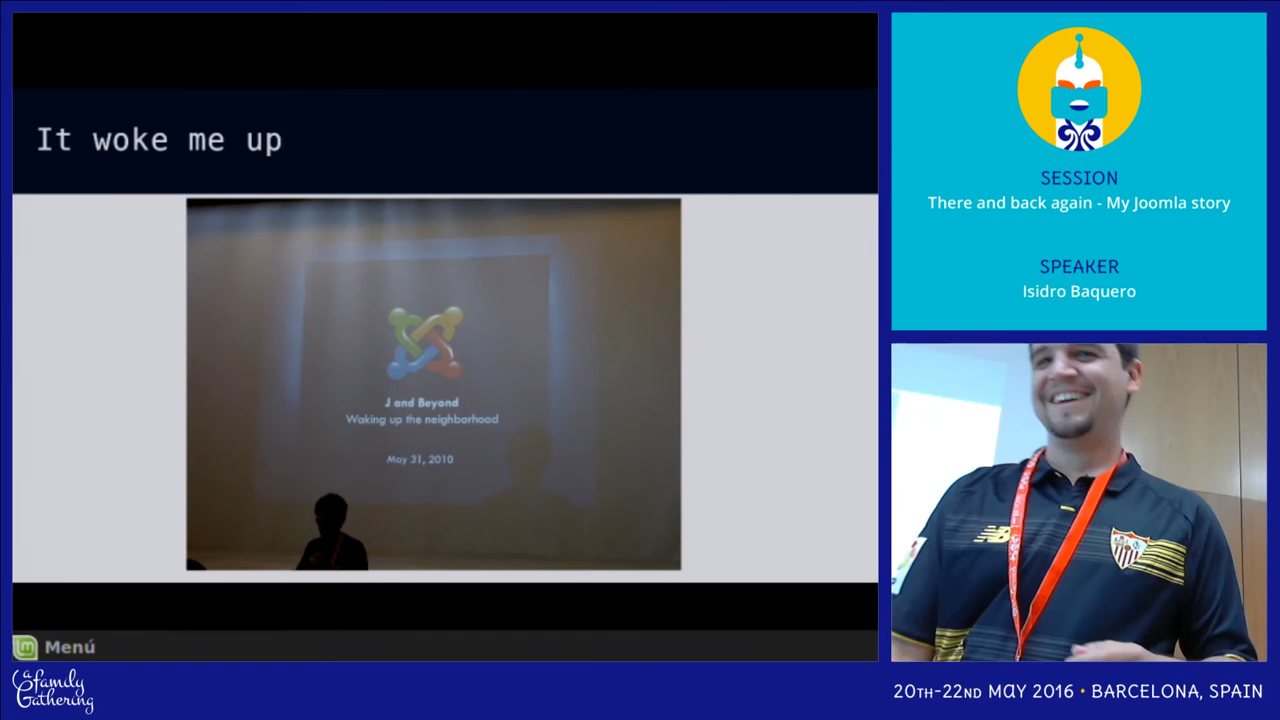 It woke me up
J and Beyond
Waking up the neighborhood
May 31, 2010
Menú
SESSION
There and back again - My Joomla story
SPEAKER
Isidro Baquero
a family
Gathering
20TH-22ND MAY 2016 • BARCELONA, SPAIN